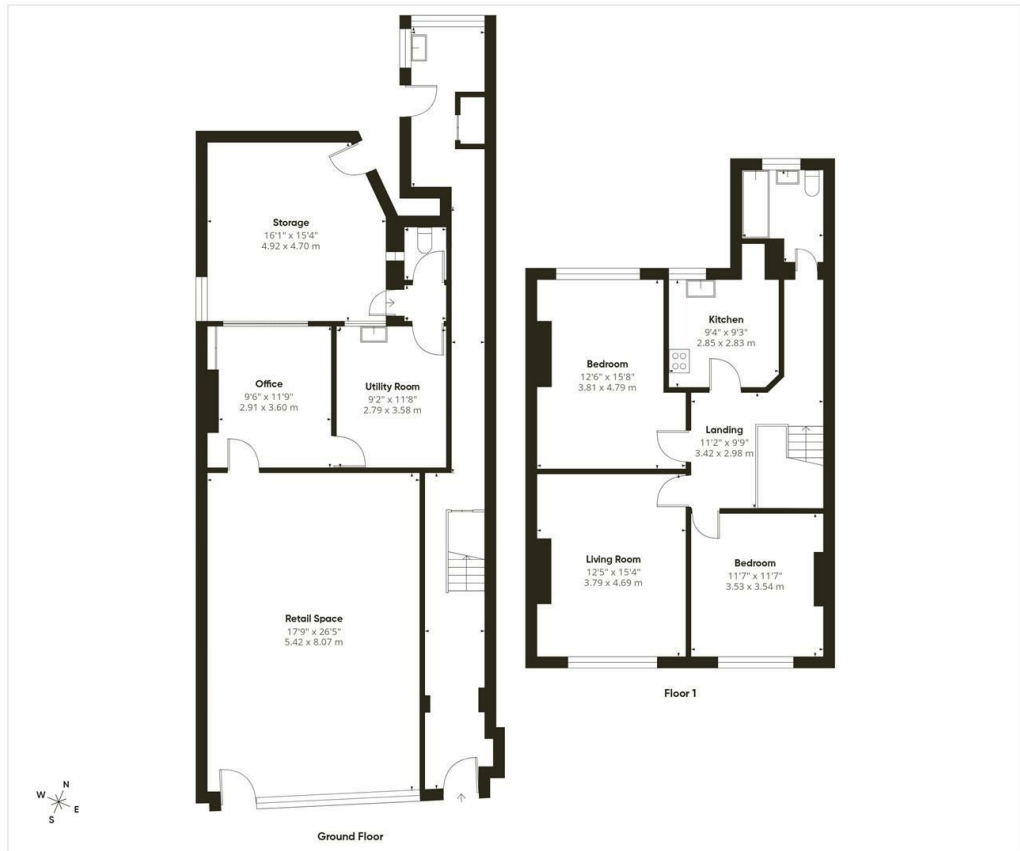 Storage
16'1" x 15'4"
4.92 x 4.70 m
Office
9'6" x 11'9"
2.91 x 3.60 m
Utility Room
9'2" x 11'8"
2.79 x 3.58 m
Retail Space
17'9" x 26'5"
5.42 x 8.07 m
Ground Floor
Kitchen
9'4" x 9'3"
2.85 x 2.83 m
Bedroom
12'6" x 15'8"
3.81 x 4.79 m
Landing
11'2" x 9'9"
3.42 x 2.98 m
Living Room
12'5" x 15'4"
3.79 x 4.69 m
Bedroom
11'7" x 11'7"
3.53 x 3.54 m
Floor 1
N
W
E
S